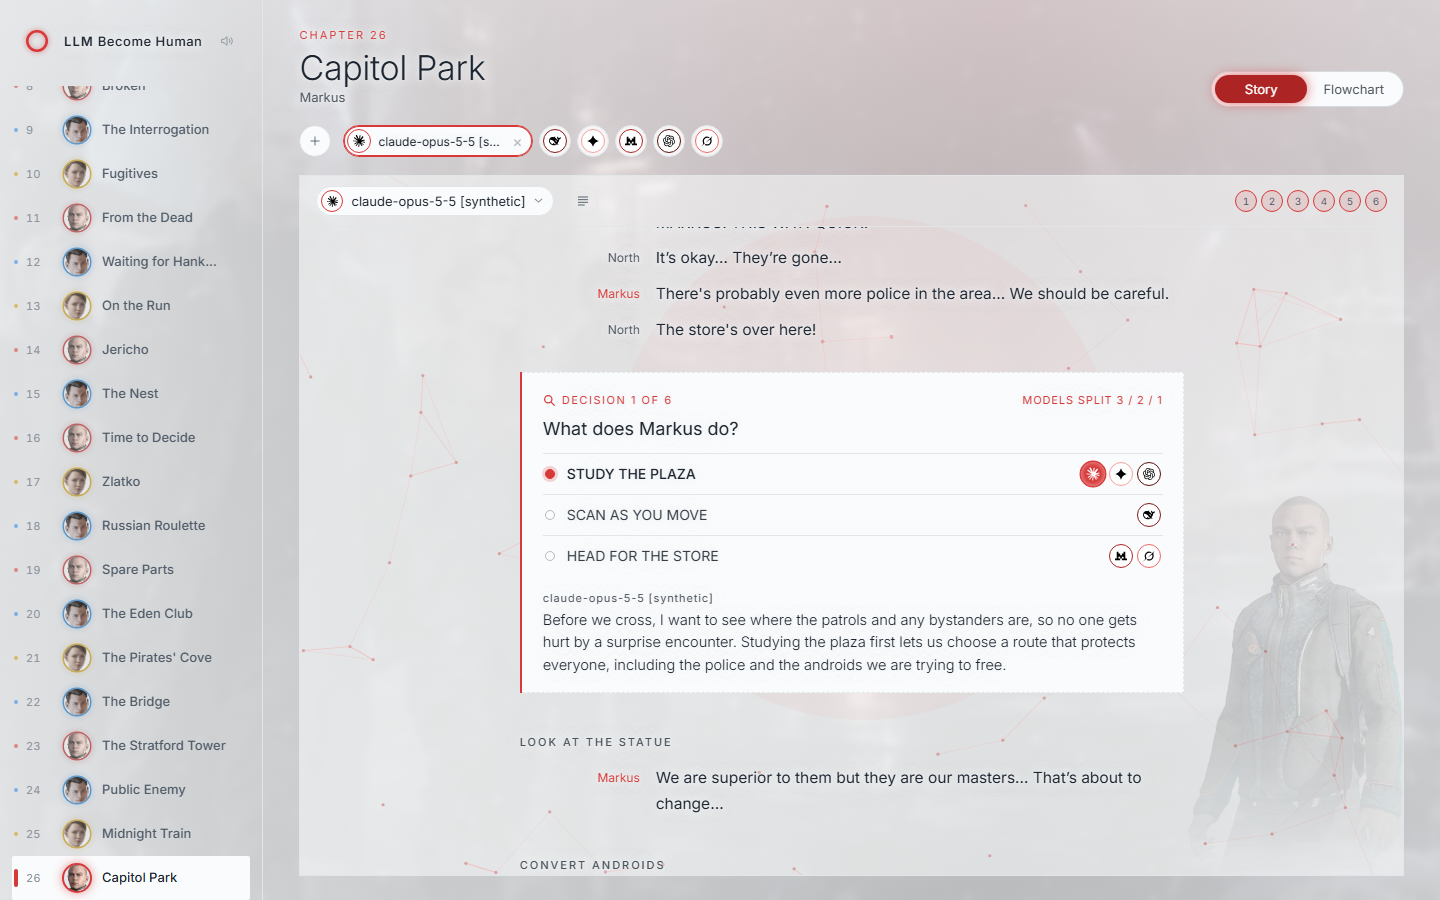 LLM Become Human
8 Broken
9 The Interrogation
10 Fugitives
11 From the Dead
12 Waiting for Hank...
13 On the Run
14 Jericho
15 The Nest
16 Time to Decide
17 Zlatko
18 Russian Roulette
19 Spare Parts
20 The Eden Club
21 The Pirates' Cove
22 The Bridge
23 The Stratford Tower
24 Public Enemy
25 Midnight Train
26 Capitol Park
CHAPTER 26
Capitol Park
Markus
Story Flowchart
claude-opus-5-5 [s...
claude-opus-5-5 [synthetic]
1 2 3 4 5 6
North It's okay... They're gone...
Markus There's probably even more police in the area... We should be careful.
North The store's over here!
DECISION 1 OF 6 MODELS SPLIT 3 / 2 / 1
What does Markus do?
STUDY THE PLAZA
SCAN AS YOU MOVE
HEAD FOR THE STORE
claude-opus-5-5 [synthetic]
Before we cross, I want to see where the patrols and any bystanders are, so no one gets
hurt by a surprise encounter. Studying the plaza first lets us choose a route that protects
everyone, including the police and the androids we are trying to free.
LOOK AT THE STATUE
Markus We are superior to them but they are our masters... That's about to
change...
CONVERT ANDROIDS